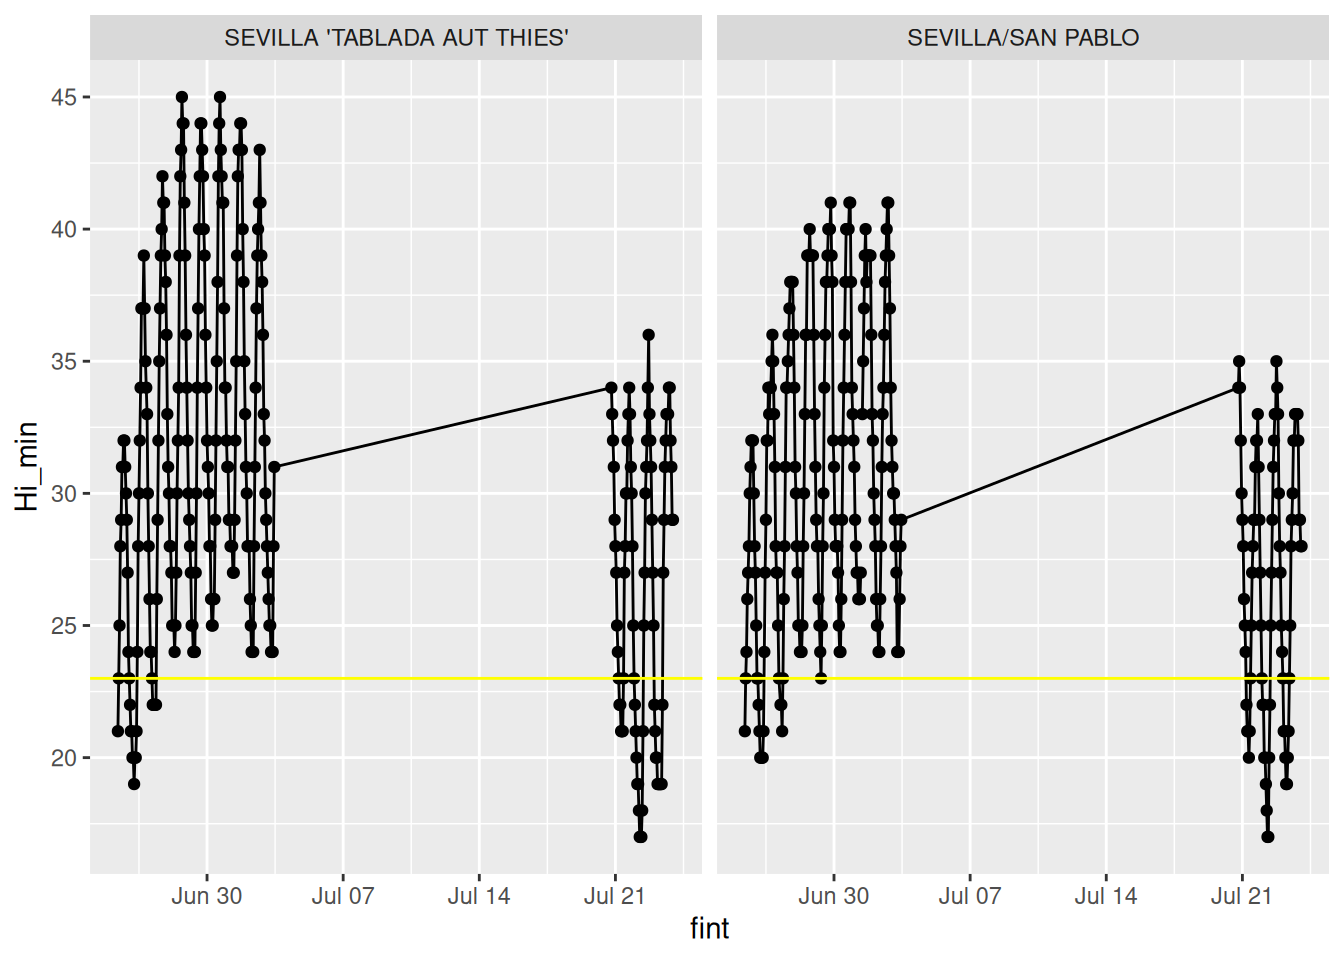 SEVILLA 'TABLADA AUT THIES'
SEVILLA/SAN PABLO
Hi_min
45
40
35
30
25
20
Jun 30 Jul 07 Jul 14 Jul 21
Jun 30 Jul 07 Jul 14 Jul 21
fint